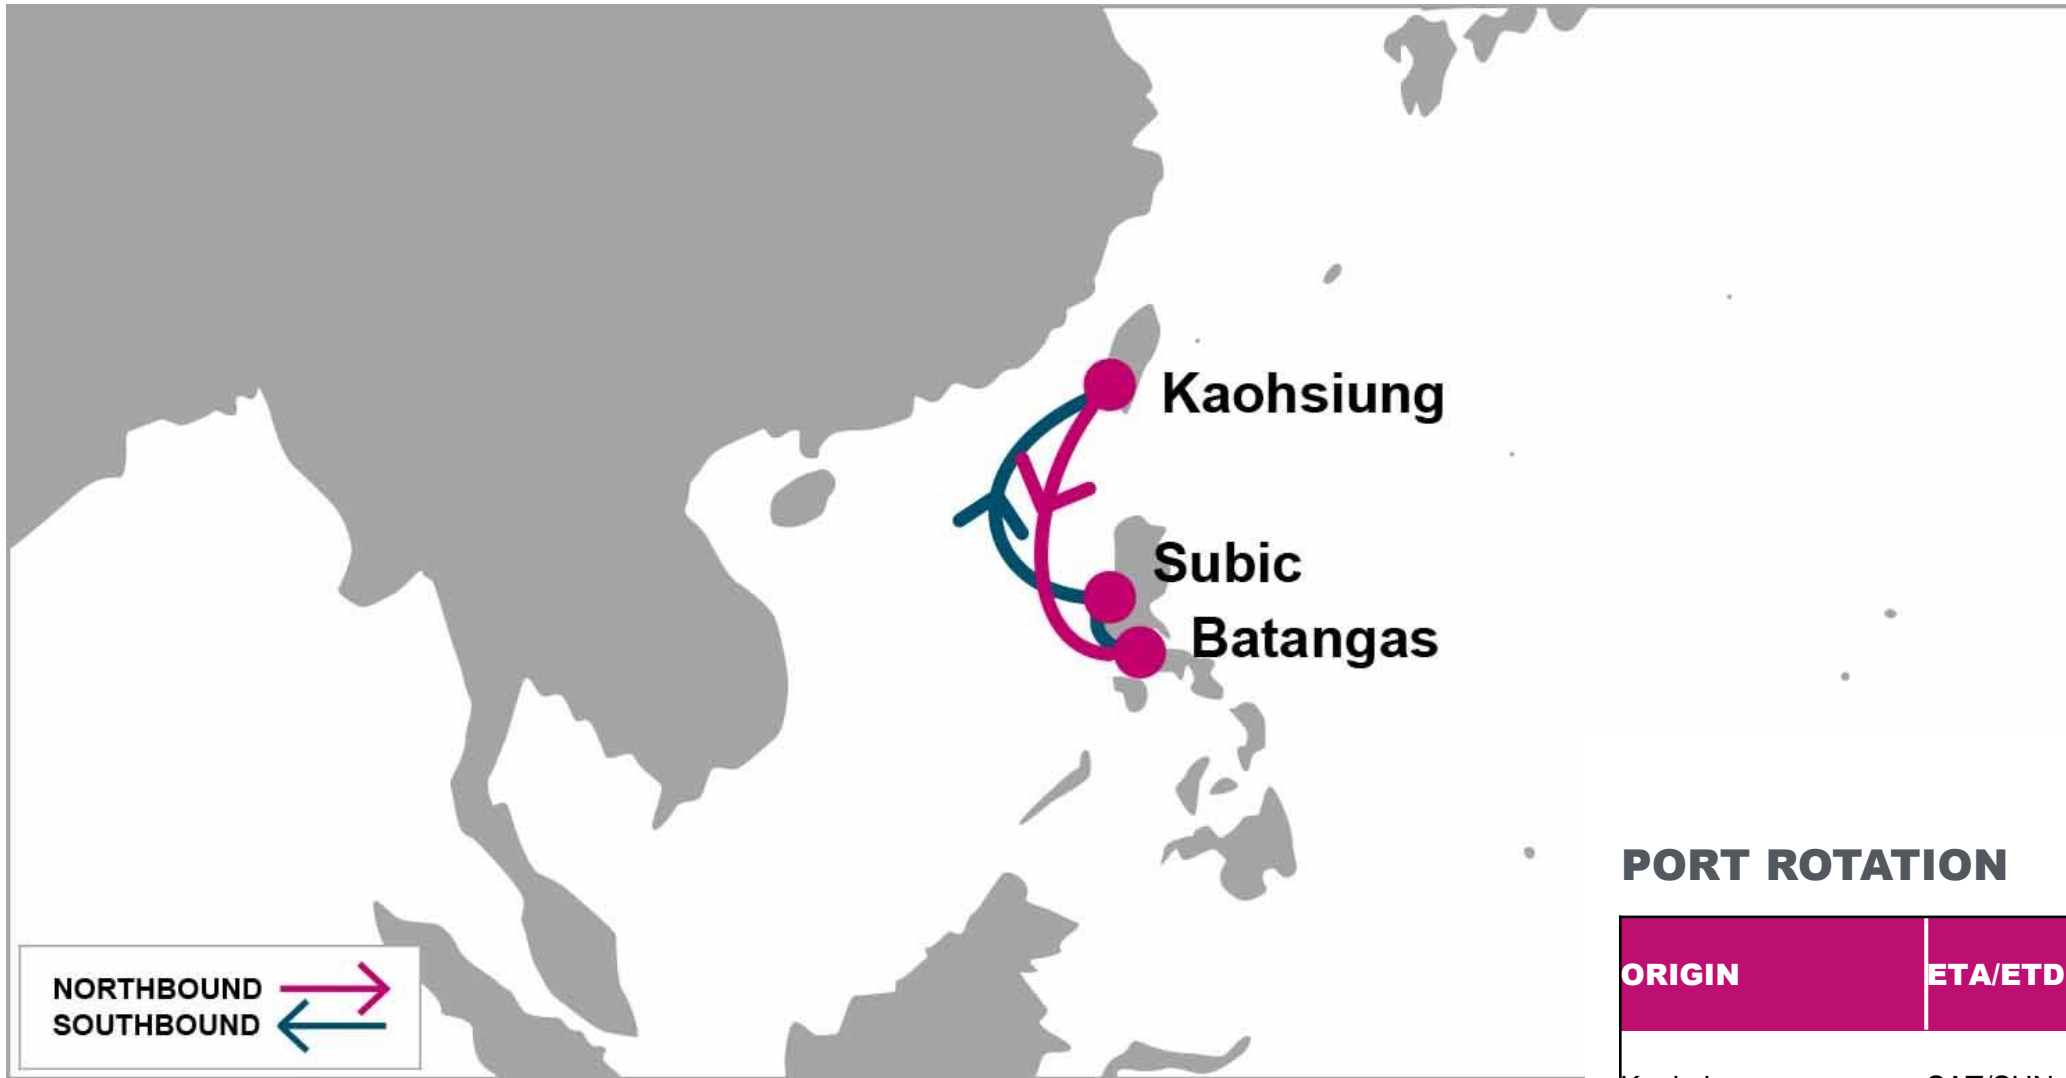 Kaohsiung
Subic
Batangas
NORTHBOUND
SOUTHBOUND
PORT ROTATION
ORIGIN ETA/ETD